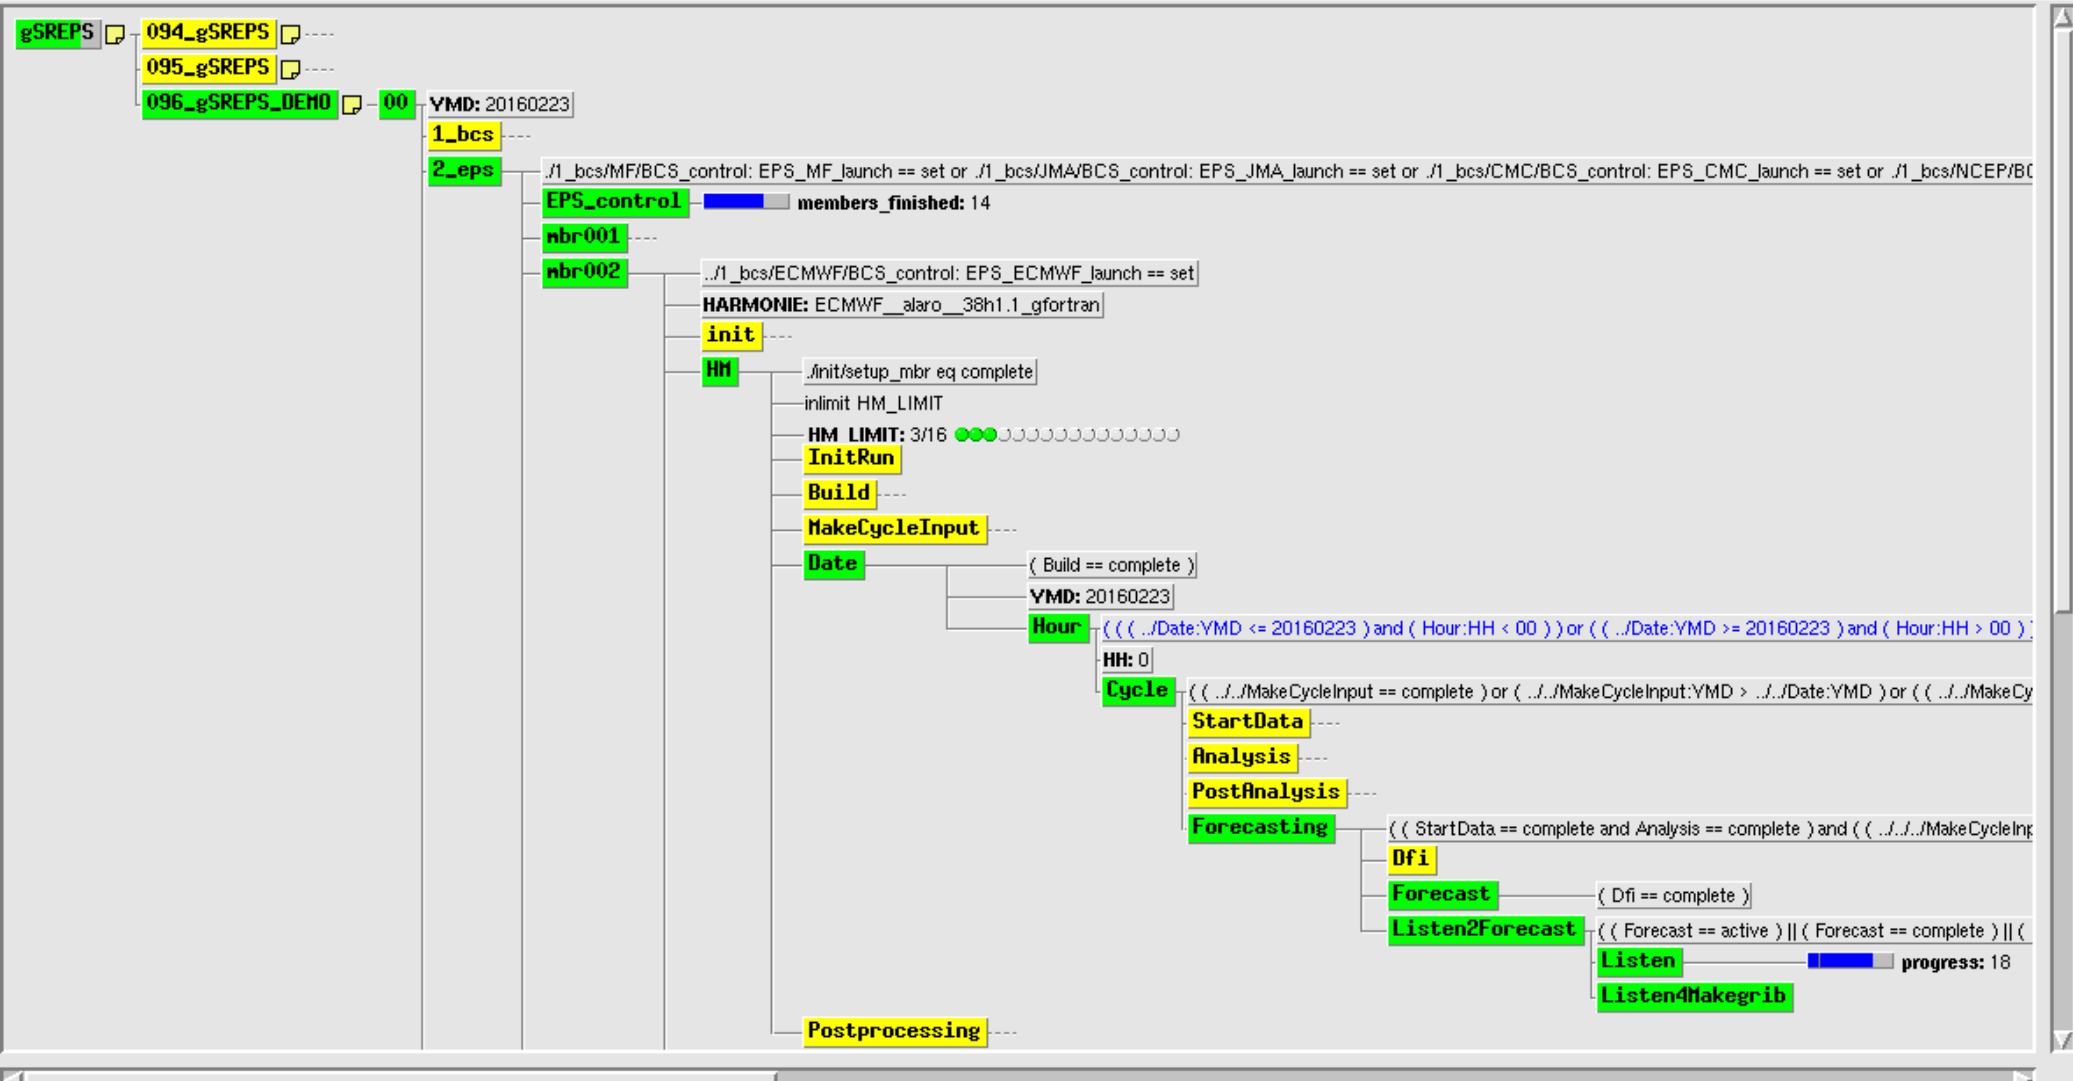 gSREPS
094_gSREPS
095_gSREPS
096_gSREPS_DEMO 00 YMD: 20160223
1_bcs
2_eps ./1_bcs/MF/BCS_control: EPS_MF_launch == set or ./1_bcs/JMA/BCS_control: EPS_JMA_launch == set or ./1_bcs/CMC/BCS_control: EPS_CMC_launch == set or ./1_bcs/NCEP/BC
EPS_control members_finished: 14
mbr001
mbr002 ../1_bcs/ECMWF/BCS_control: EPS_ECMWF_launch == set
HARMONIE: ECMWF__alaro__38h1.1_gfortran
init
HM ./init/setup_mbr eq complete
inlimit HM_LIMIT
HM_LIMIT: 3/16
InitRun
Build
MakeCycleInput
Date ( Build == complete )
YMD: 20160223
Hour ( ( ( ../Date:YMD <= 20160223 ) and ( Hour:HH < 00 ) ) or ( ( ../Date:YMD >= 20160223 ) and ( Hour:HH > 00 ) )
HH: 0
Cycle ( ( ../../MakeCycleInput == complete ) or ( ../../MakeCycleInput:YMD > ../../Date:YMD ) or ( ( ../../MakeCy
StartData
Analysis
PostAnalysis
Forecasting ( ( StartData == complete and Analysis == complete ) and ( ( ../../../MakeCycleInp
Dfi
Forecast ( Dfi == complete )
Listen2Forecast ( ( Forecast == active ) || ( Forecast == complete ) || (
Listen progress: 18
Listen4Makegrib
Postprocessing